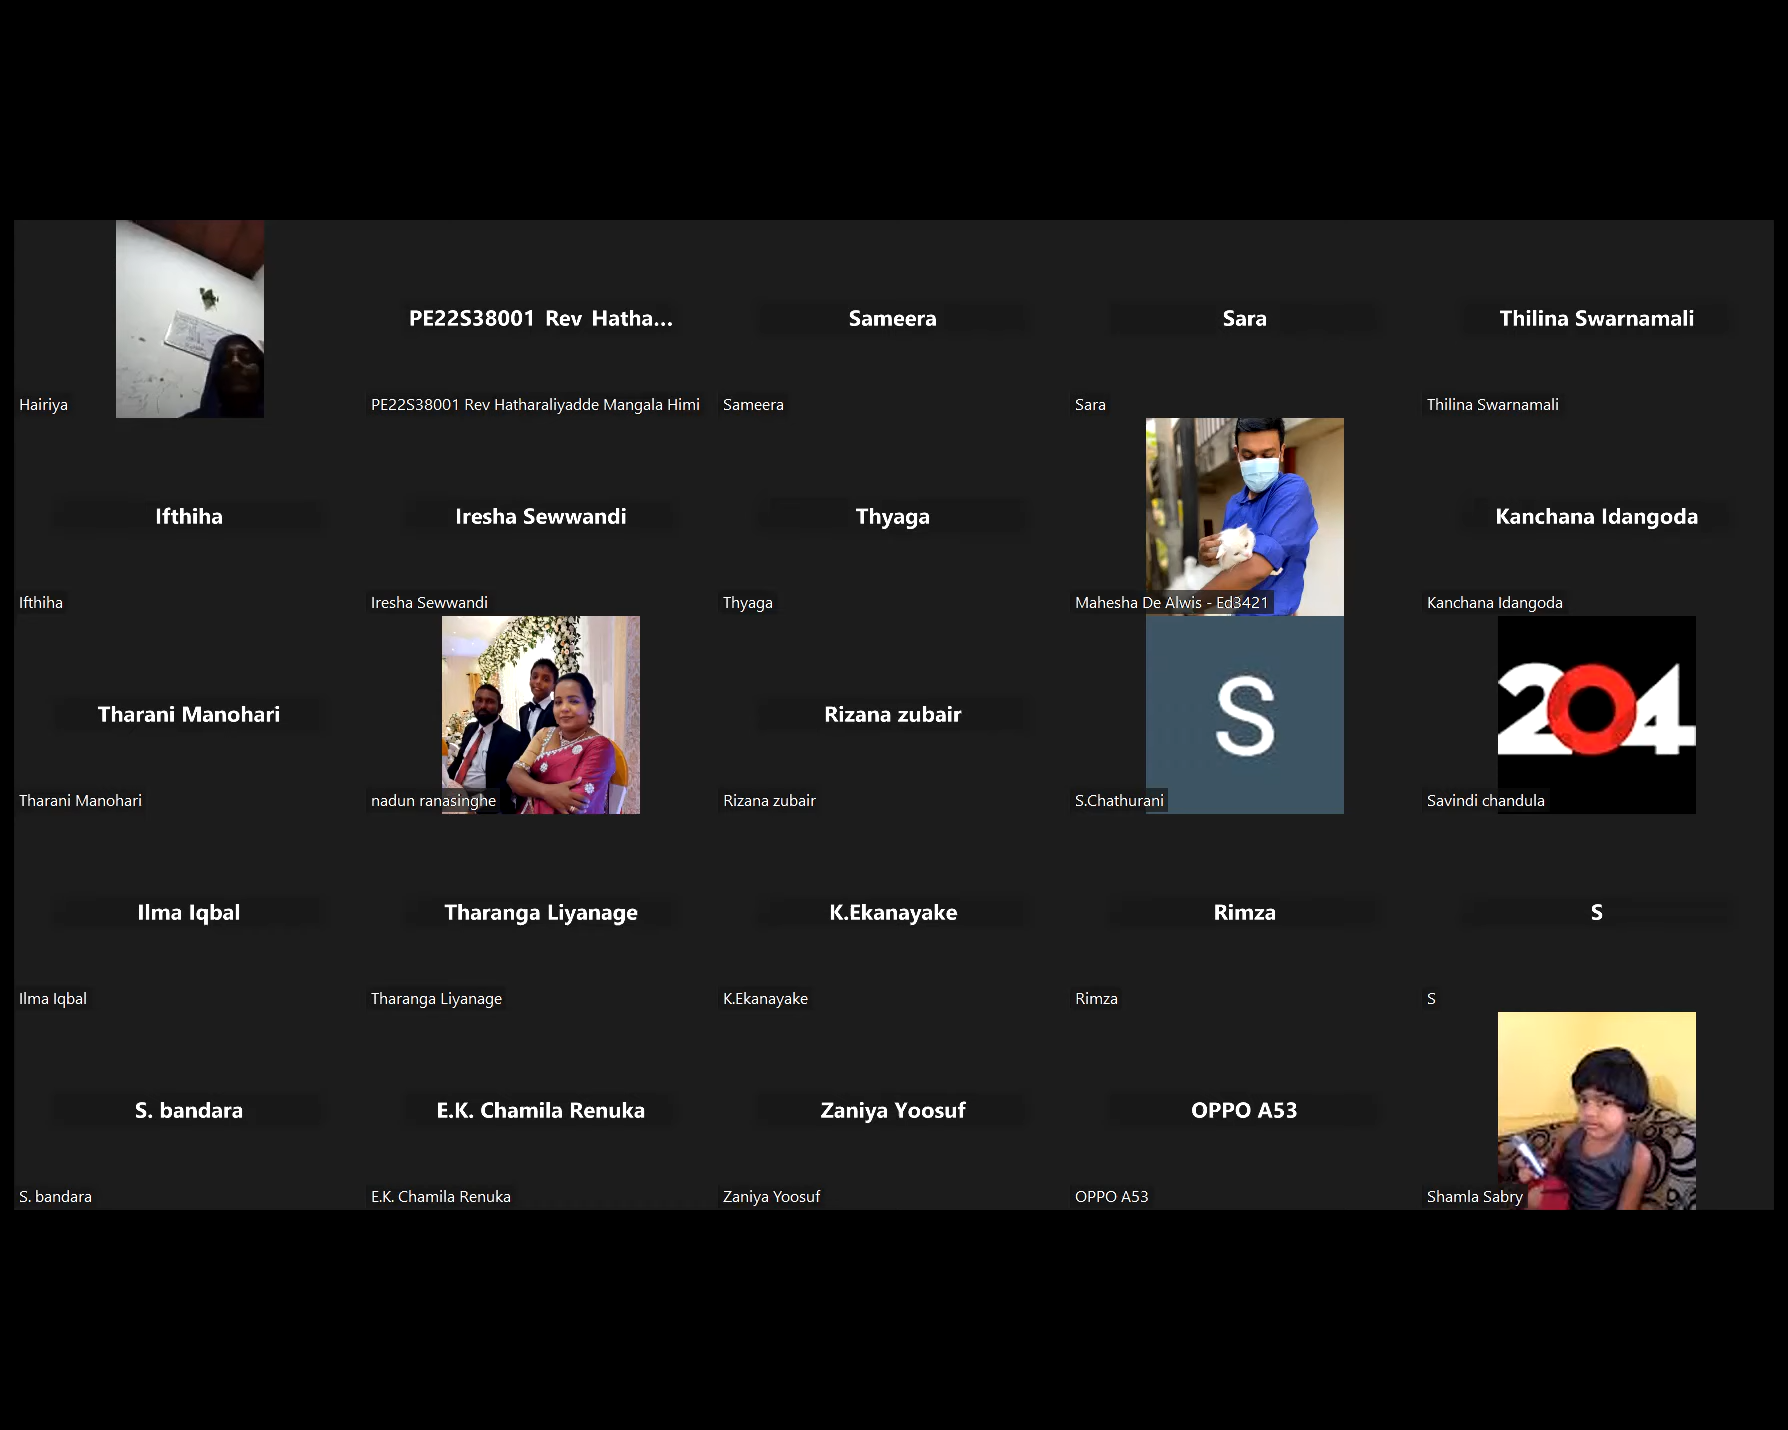 PE22S38001 Rev Hatha...
Sameera
Sara
Thilina Swarnamali
Hairiya
PE22S38001 Rev Hatharaliyadde Mangala Himi
Sameera
Sara
Thilina Swarnamali
Ifthiha
Iresha Sewwandi
Thyaga
Kanchana Idangoda
Ifthiha
Iresha Sewwandi
Thyaga
Mahesha De Alwis - Ed3421
Kanchana Idangoda
Tharani Manohari
Rizana zubair
S
204
Tharani Manohari
nadun ranasinghe
Rizana zubair
S.Chathurani
Savindi chandula
Ilma Iqbal
Tharanga Liyanage
K.Ekanayake
Rimza
S
Ilma Iqbal
Tharanga Liyanage
K.Ekanayake
Rimza
S
S. bandara
E.K. Chamila Renuka
Zaniya Yoosuf
OPPO A53
S. bandara
E.K. Chamila Renuka
Zaniya Yoosuf
OPPO A53
Shamla Sabry